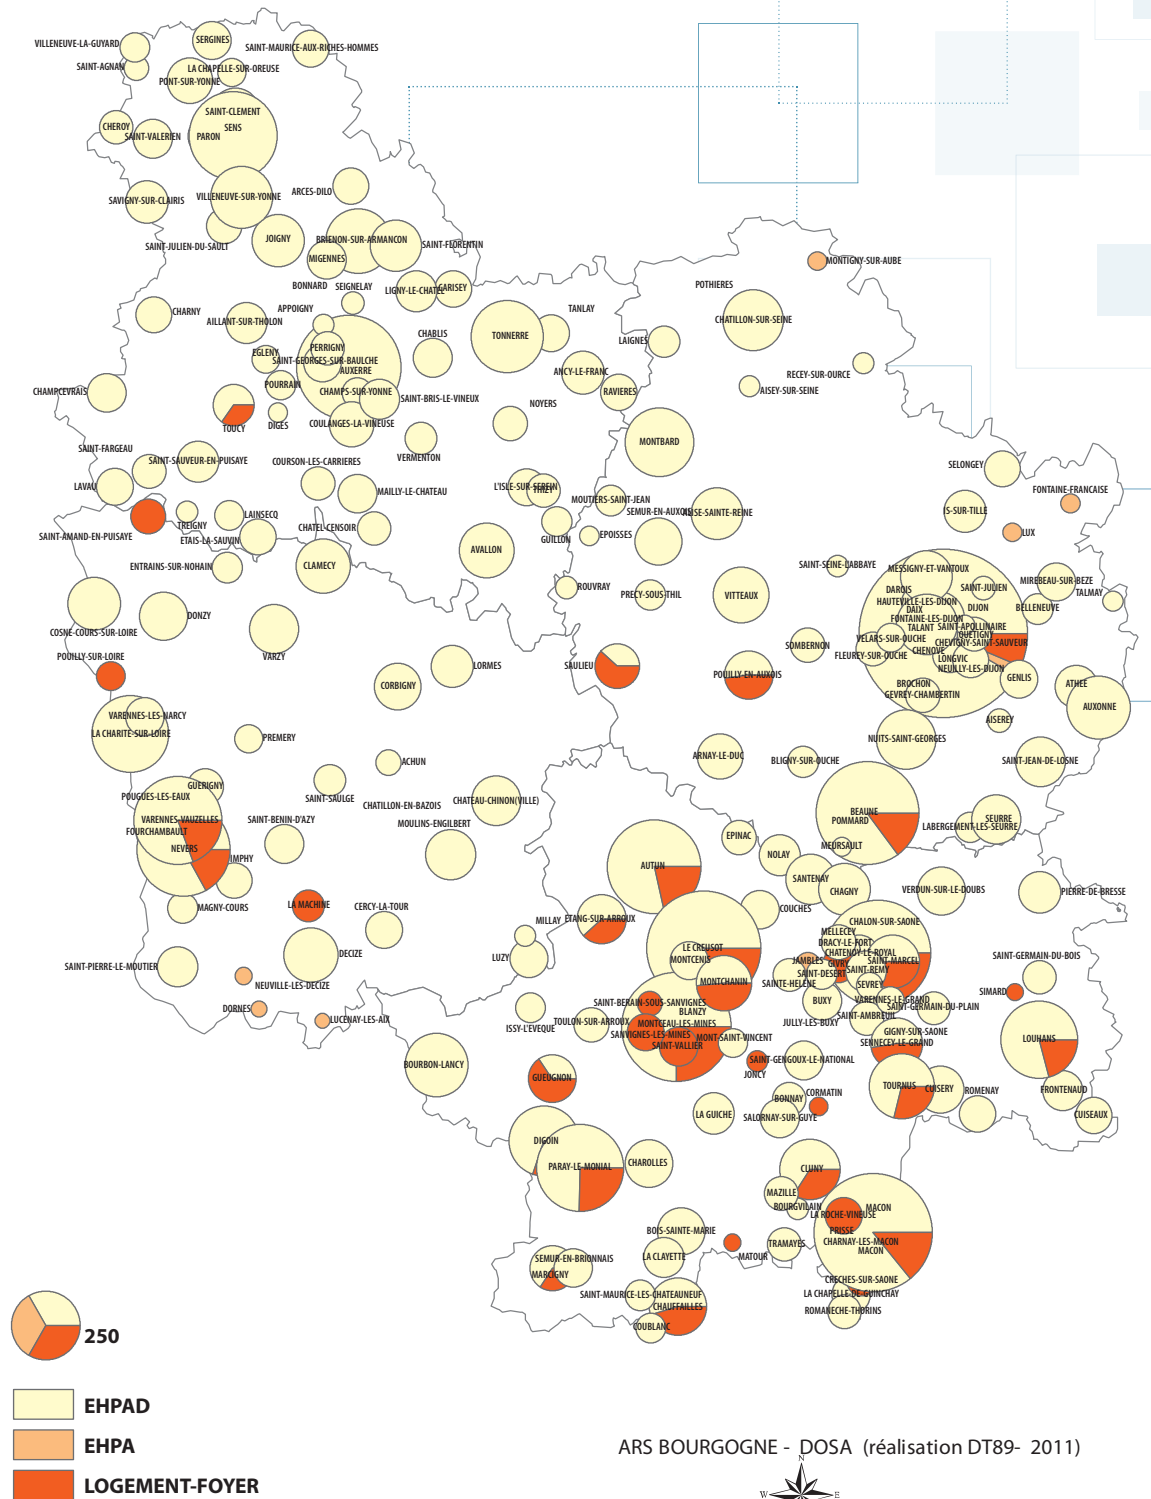 VILLENEUVE-LA-GUYARD
SERGINES
SAINT-MAURICE-AUX-RICHES-HOMMES
SAINT-AGNAN
LA CHAPELLE-SUR-OREUSE
PONT-SUR-YONNE
SAINT-CLEMENT
CHEROY
SENS
SAINT-VALERIEN
PARON
ARCES-DILO
SAVIGNY-SUR-CLAIRIS
VILLENEUVE-SUR-YONNE
JOIGNY
BRIENON-SUR-ARMANCON
SAINT-FLORENTIN
SAINT-JULIEN-DU-SAULT
MIGENNES
MONTIGNY-SUR-AUBE
BONNARD
SEIGNELAY
LIGNY-LE-CHATEL
CARISEY
POTHIERES
CHARNY
APPOIGNY
TANLAY
AILLANT-SUR-THOLON
CHATILLON-SUR-SEINE
CHABLIS
TONNERRE
LAIGNES
PERRIGNY
EGLENY
SAINT-GEORGES-SUR-BAULCHE
AUXERRE
ANCY-LE-FRANC
RECEY-SUR-OURCE
POURRAIN
CHAMPCEVRAIS
CHAMPS-SUR-YONNE
RAVIERES
AISEY-SUR-SEINE
SAINT-BRIS-LE-VINEUX
NOYERS
TOUCY
DIGES
COULANGES-LA-VINEUSE
MONTBARD
SAINT-FARGEAU
VERMENTON
SAINT-SAUVEUR-EN-PUISAYE
COURSON-LES-CARRIERES
SELONGEY
LAVAU
MAILLY-LE-CHATEAU
L'ISLE-SUR-SEREIN
THIZY
FONTAINE-FRANCAISE
MOUTIERS-SAINT-JEAN
SEMUR-EN-AUXOIS
ALISE-SAINTE-REINE
IS-SUR-TILLE
LAINSECQ
TREIGNY
CHATEL-CENSOIR
SAINT-AMAND-EN-PUISAYE
ETAIS-LA-SAUVIN
GUILLON
EPOISSES
LUX
AVALLON
ENTRAINS-SUR-NOHAIN
CLAMECY
SAINT-SEINE-L'ABBAYE
MESSIGNY-ET-VANTOUX
MIREBEAU-SUR-BEZE
ROUVRAY
PRECY-SOUS-THIL
VITTEAUX
DAROIS
SAINT-JULIEN
TALMAY
HAUTEVILLE-LES-DIJON
DAIX
DIJON
BELLENEUVE
COSNE-COURS-SUR-LOIRE
DONZY
FONTAINE-LES-DIJON
TALANT
SAINT-APOLLINAIRE
QUETIGNY
VELARS-SUR-OUCHE
CHEVIGNY-SAINT-SAUVEUR
SOMBERNON
CHENOVE
FLEUREY-SUR-OUCHE
LONGVIC
NEUILLY-LES-DIJON
VARZY
POUILLY-SUR-LOIRE
LORMES
SAULIEU
POUILLY-EN-AUXOIS
GENLIS
CORBIGNY
BROCHON
ATHEE
GEVREY-CHAMBERTIN
AUXONNE
VARENNES-LES-NARCY
AISEREY
LA CHARITE-SUR-LOIRE
PREMERY
NUITS-SAINT-GEORGES
ARNAY-LE-DUC
BLIGNY-SUR-OUCHE
SAINT-JEAN-DE-LOSNE
ACHUN
GUERIGNY
POUGUES-LES-EAUX
SAINT-SAULGE
CHATILLON-EN-BAZOIS
CHATEAU-CHINON(VILLE)
BEAUNE
VARENNES-VAUZELLES
SAINT-BENIN-D'AZY
MOULINS-ENGILBERT
POMMARD
SEURRE
LABERGEMENT-LES-SEURRE
FOURCHAMBAULT
EPINAC
NEVERS
MEURSAULT
IMPHY
NOLAY
AUTUN
SANTENAY
CHAGNY
VERDUN-SUR-LE-DOUBS
PIERRE-DE-BRESSE
MAGNY-COURS
LA MACHINE
CERCY-LA-TOUR
COUCHES
MILLAY
ETANG-SUR-ARROUX
CHALON-SUR-SAONE
MELLECEY
DRACY-LE-FORT
LE CREUSOT
CHATENOY-LE-ROYAL
DECIZE
LUZY
MONTCENIS
JAMBLES
GIVRY
SAINT-MARCEL
SAINT-GERMAIN-DU-BOIS
SAINT-PIERRE-LE-MOUTIER
SAINT-DESERT
SAINT-REMY
MONTCHANIN
SAINTE-HELENE
SEVREY
NEUVILLE-LES-DECIZE
SIMARD
BUXY
VARENNES-LE-GRAND
SAINT-BERAIN-SOUS-SANVIGNES
SAINT-GERMAIN-DU-PLAIN
DORNES
BLANZY
SAINT-AMBREUIL
LUCENAY-LES-AIX
ISSY-L'EVEQUE
TOULON-SUR-ARROUX
MONTCEAU-LES-MINES
JULLY-LES-BUXY
GIGNY-SUR-SAONE
SANVIGNES-LES-MINES
MONT-SAINT-VINCENT
SENNECEY-LE-GRAND
LOUHANS
SAINT-VALLIER
SAINT-GENGOUX-LE-NATIONAL
BOURBON-LANCY
GUEUGNON
JONCY
TOURNUS
CUISERY
ROMENAY
FRONTENAUD
CORMATIN
BONNAY
LA GUICHE
SALORNAY-SUR-GUYE
CUISEAUX
DIGOIN
PARAY-LE-MONIAL
CHAROLLES
CLUNY
MAZILLE
BOURGVILAIN
MACON
LA ROCHE-VINEUSE
BOIS-SAINTE-MARIE
PRISSE
CHARNAY-LES-MACON
TRAMAYES
MACON
SEMUR-EN-BRIONNAIS
LA CLAYETTE
MATOUR
MARCIGNY
CRECHES-SUR-SAONE
SAINT-MAURICE-LES-CHATEAUNEUF
LA CHAPELLE-DE-GUINCHAY
CHAUFFAILLES
ROMANECHE-THORINS
COUBLANC
250
EHPAD
EHPA
LOGEMENT-FOYER
ARS BOURGOGNE - DOSA (réalisation DT89- 2011)
N
W E